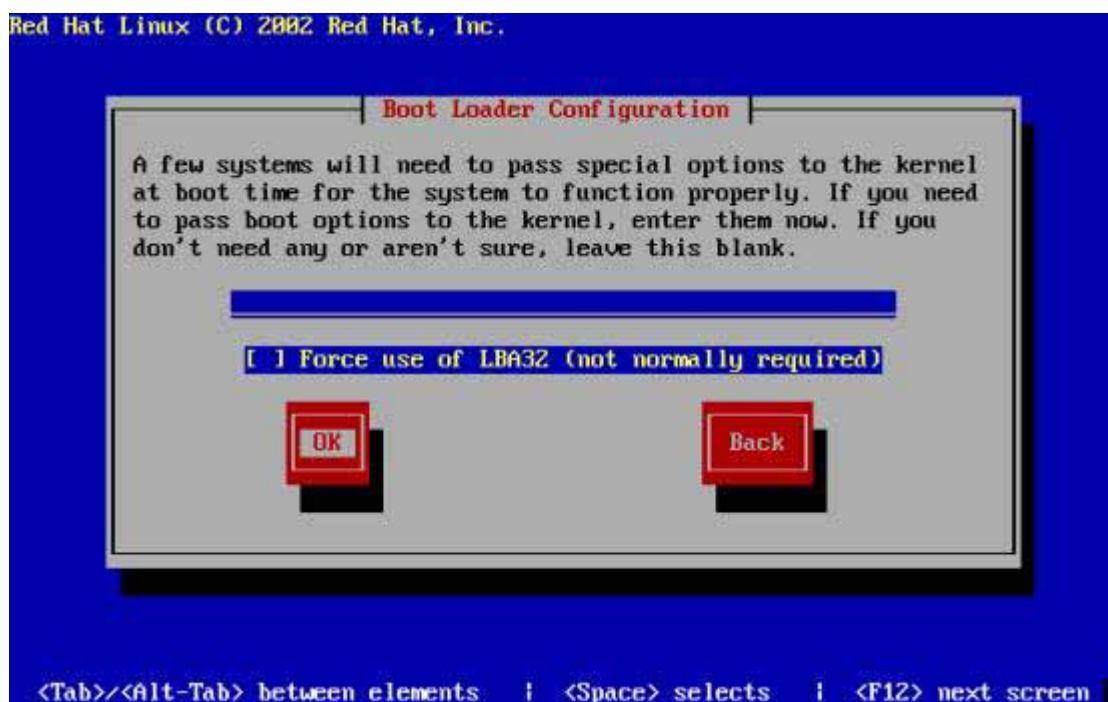 Red Hat Linux (C) 2002 Red Hat, Inc.
Boot Loader Configuration
A few systems will need to pass special options to the kernel
at boot time for the system to function properly. If you need
to pass boot options to the kernel, enter them now. If you
don't need any or aren't sure, leave this blank.
[ ] Force use of LBA32 (not normally required)
OK Back
<Tab>/<Alt-Tab> between elements | <Space> selects | <F12> next screen